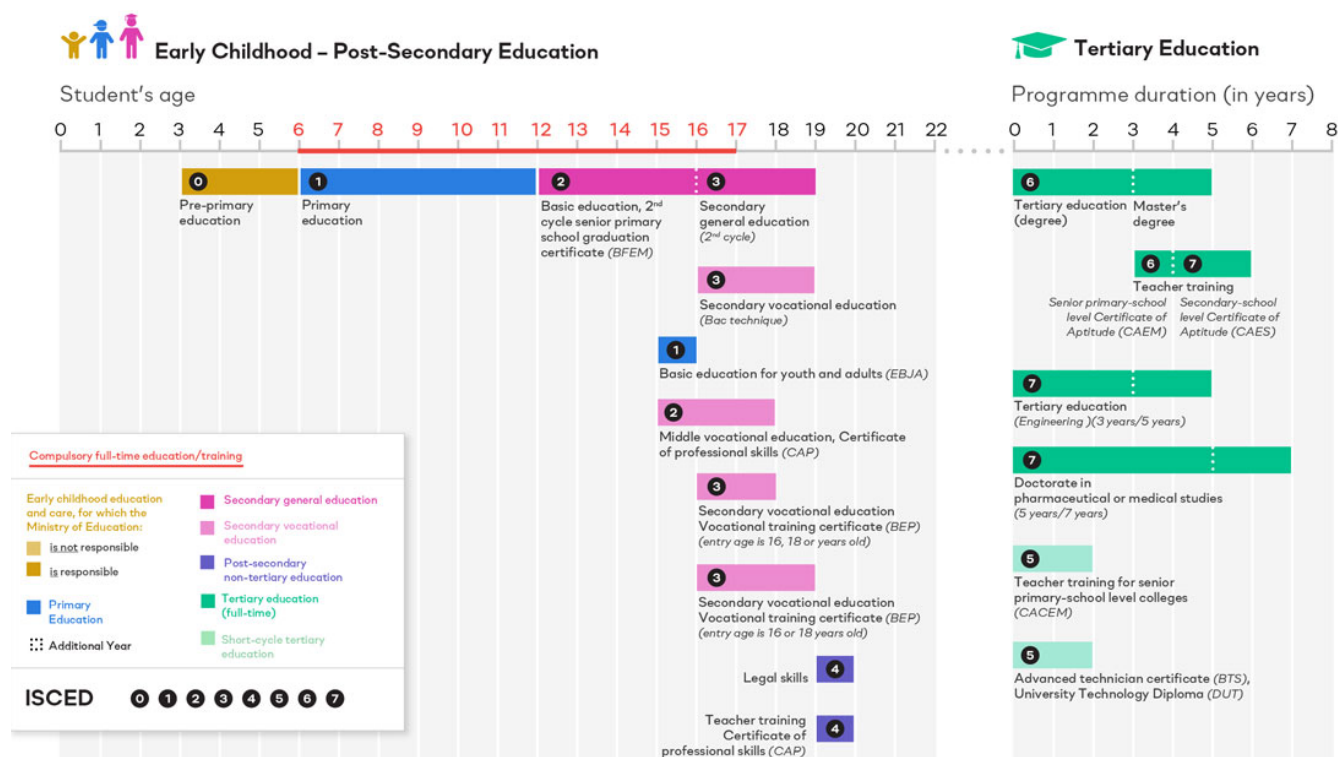 Early Childhood – Post-Secondary Education
Student's age
0 1 2 3 4 5 6 7 8 9 10 11 12 13 14 15 16 17 18 19 20 21 22
0
Pre-primary
education
1
Primary
education
2
Basic education, 2nd
cycle senior primary
school graduation
certificate (BFEM)
3
Secondary
general education
(2nd cycle)
3
Secondary vocational education
(Bac technique)
1
Basic education for youth and adults (EBJA)
2
Middle vocational education, Certificate
of professional skills (CAP)
3
Secondary vocational education
Vocational training certificate (BEP)
(entry age is 16, 18 or years old)
3
Secondary vocational education
Vocational training certificate (BEP)
(entry age is 16 or 18 years old)
Legal skills
4
Teacher training
Certificate of
professional skills (CAP)
4
Tertiary Education
Programme duration (in years)
0 1 2 3 4 5 6 7 8
6
Tertiary education
(degree)
Master's
degree
6 7
Teacher training
Senior primary-school
level Certificate of
Aptitude (CAEM)
Secondary-school
level Certificate of
Aptitude (CAES)
7
Tertiary education
(Engineering )(3 years/5 years)
7
Doctorate in
pharmaceutical or medical studies
(5 years/7 years)
5
Teacher training for senior
primary-school level colleges
(CACEM)
5
Advanced technician certificate (BTS),
University Technology Diploma (DUT)
Compulsory full-time education/training
Early childhood education
and care, for which the
Ministry of Education:
is not responsible
is responsible
Primary
Education
Additional Year
Secondary general education
Secondary vocational
education
Post-secondary
non-tertiary education
Tertiary education
(full-time)
Short-cycle tertiary
education
ISCED 0 1 2 3 4 5 6 7